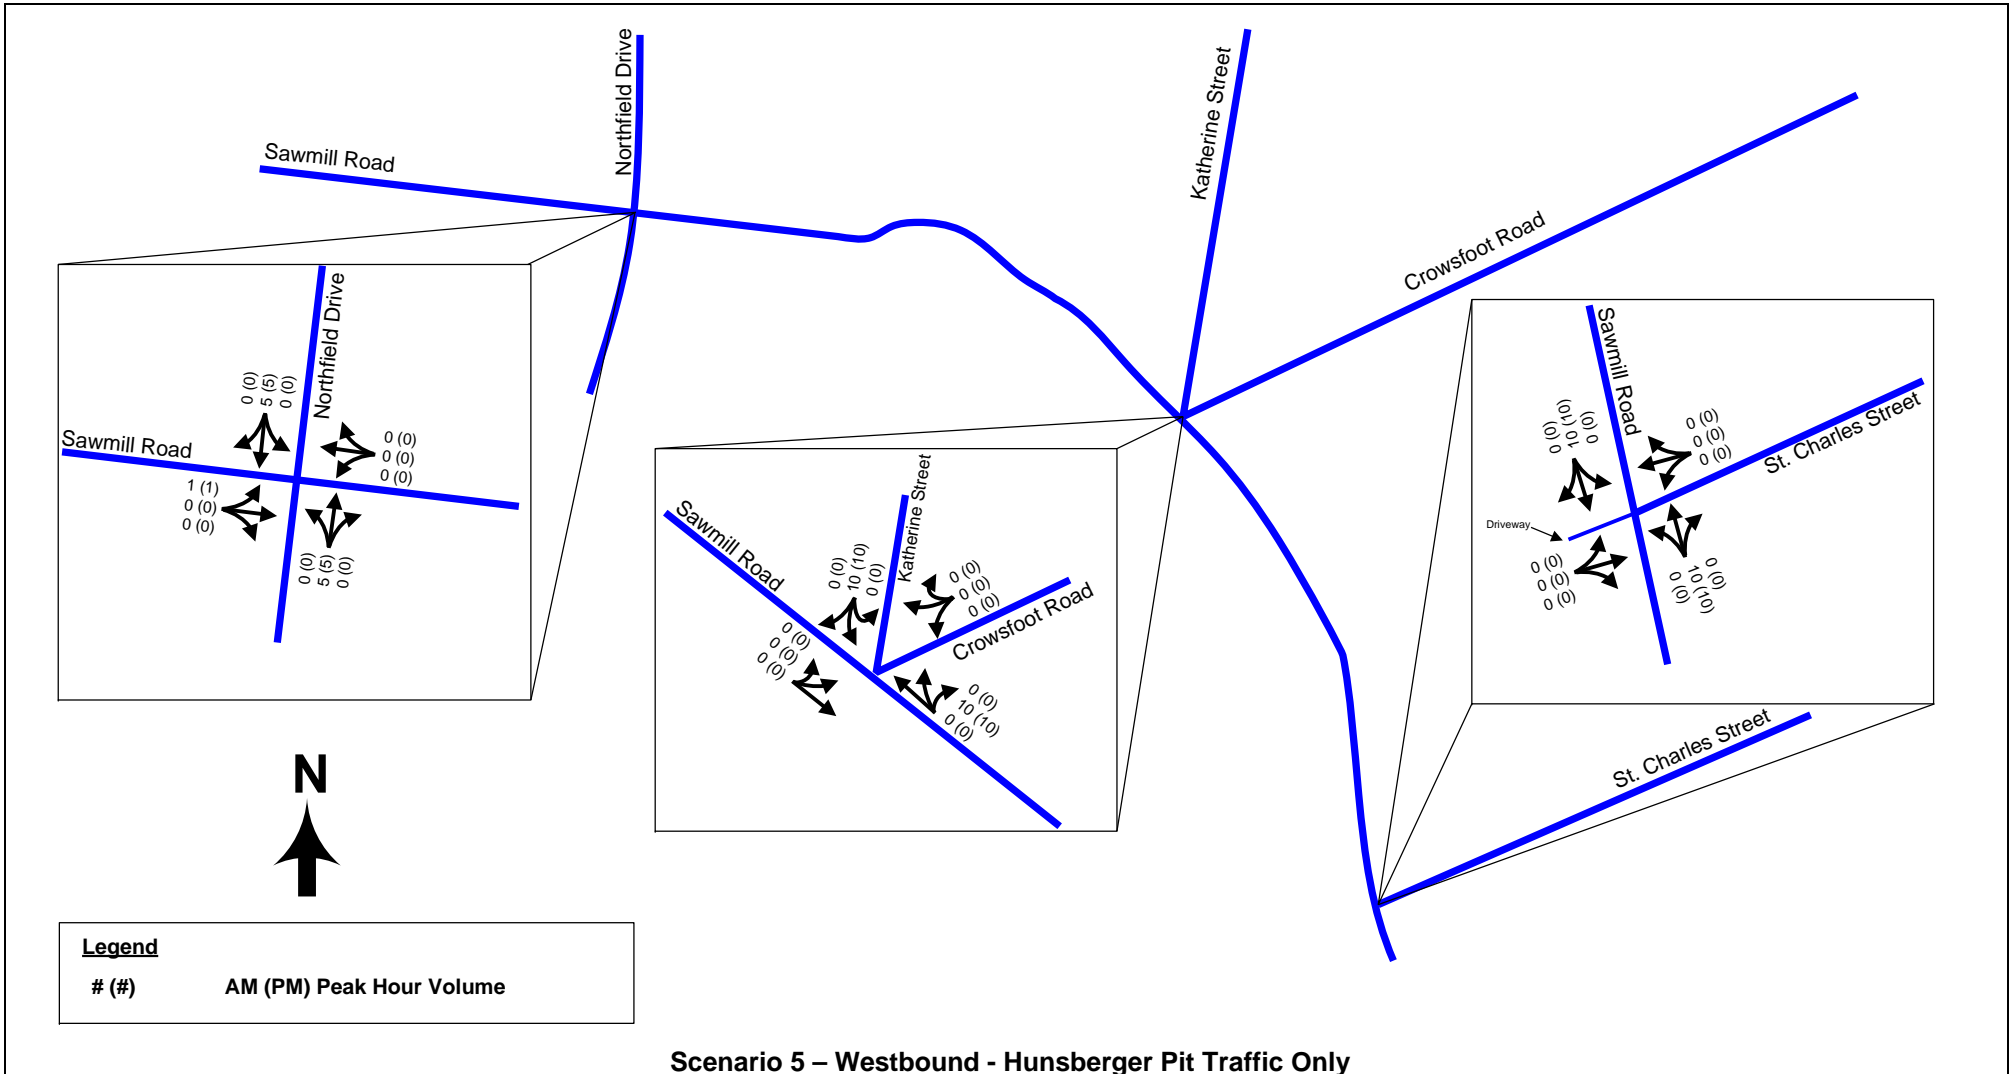 Northfield Drive
Katherine Street
Sawmill Road
Crowsfoot Road
Northfield Drive
0 (0)
5 (5)
0 (0)
Sawmill Road
0 (0)
0 (0)
0 (0)
1 (1)
0 (0)
0 (0)
0 (0)
5 (5)
0 (0)
Sawmill Road
Katherine Street
0 (0)
10 (10)
0 (0)
0 (0)
0 (0)
0 (0)
Crowsfoot Road
0 (0)
0 (0)
0 (0)
0 (0)
10 (10)
0 (0)
Sawmill Road
0 (0)
10 (10)
0 (0)
0 (0)
0 (0)
0 (0)
St. Charles Street
Driveway
0 (0)
0 (0)
0 (0)
0 (0)
10 (10)
0 (0)
St. Charles Street
N
Legend
# (#) AM (PM) Peak Hour Volume
Scenario 5 – Westbound - Hunsberger Pit Traffic Only